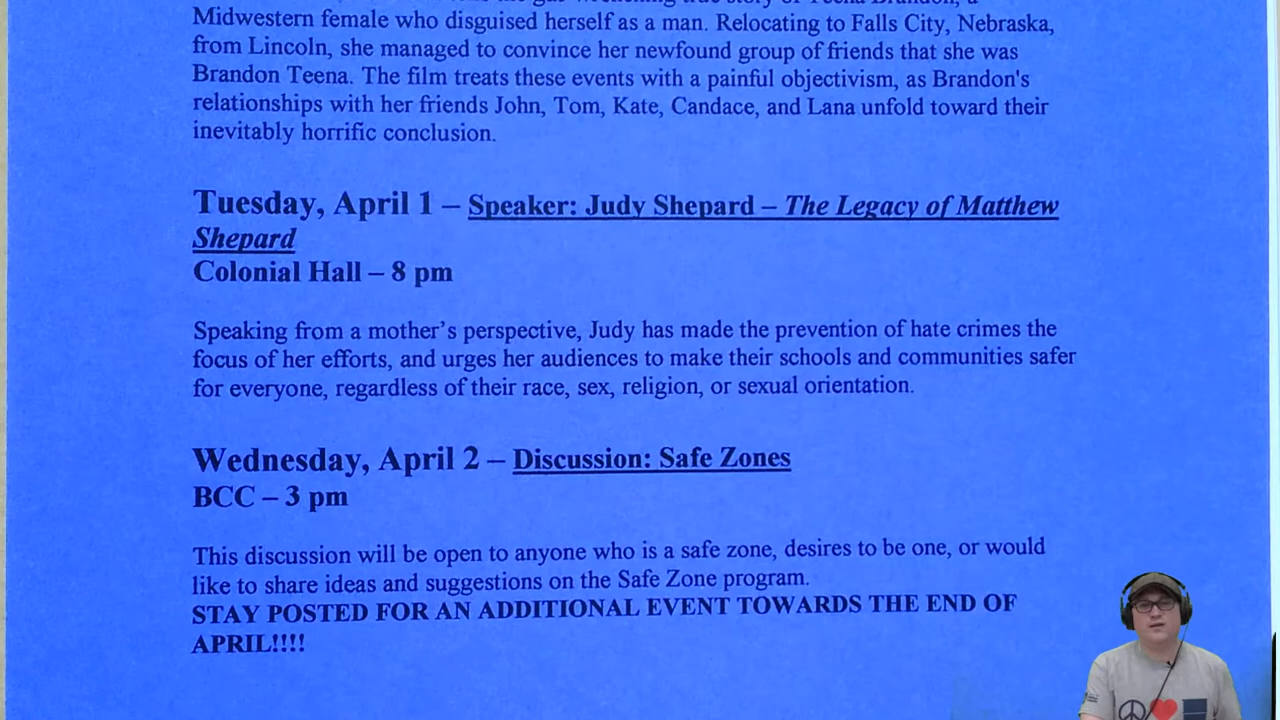 Midwestern female who disguised herself as a man. Relocating to Falls City, Nebraska,
from Lincoln, she managed to convince her newfound group of friends that she was
Brandon Teena. The film treats these events with a painful objectivism, as Brandon's
relationships with her friends John, Tom, Kate, Candace, and Lana unfold toward their
inevitably horrific conclusion.
Tuesday, April 1 – Speaker: Judy Shepard – The Legacy of Matthew
Shepard
Colonial Hall – 8 pm
Speaking from a mother's perspective, Judy has made the prevention of hate crimes the
focus of her efforts, and urges her audiences to make their schools and communities safer
for everyone, regardless of their race, sex, religion, or sexual orientation.
Wednesday, April 2 – Discussion: Safe Zones
BCC – 3 pm
This discussion will be open to anyone who is a safe zone, desires to be one, or would
like to share ideas and suggestions on the Safe Zone program.
STAY POSTED FOR AN ADDITIONAL EVENT TOWARDS THE END OF
APRIL!!!!